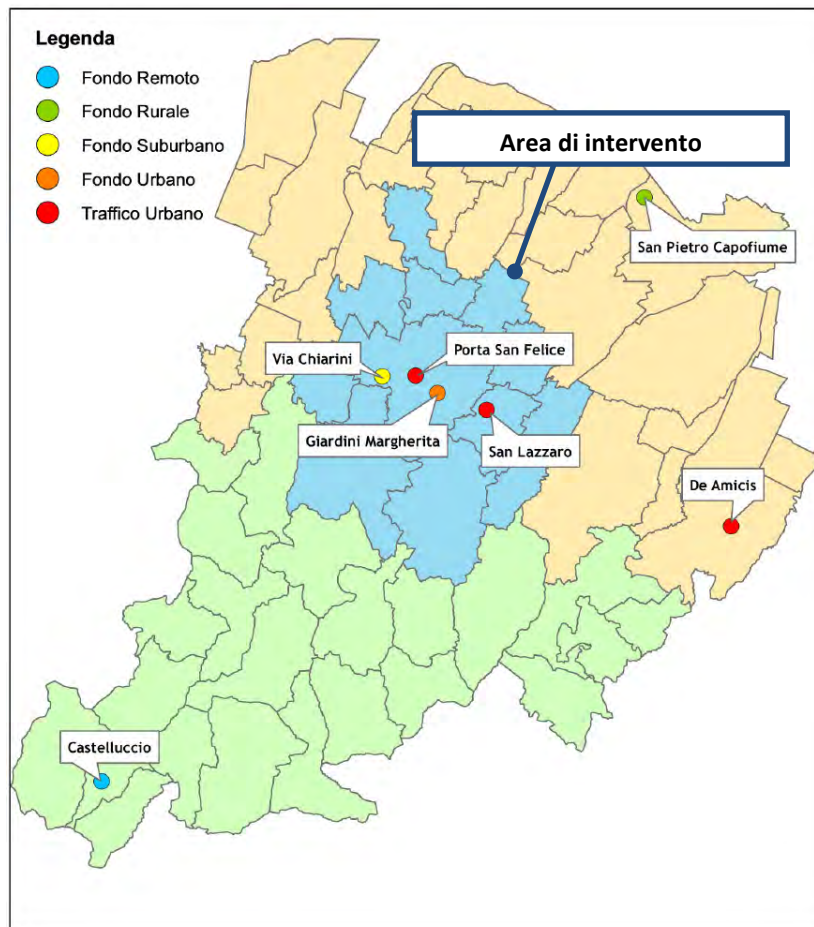 Legenda
Fondo Remoto
Fondo Rurale
Fondo Suburbano
Fondo Urbano
Traffico Urbano
Area di intervento
San Pietro Capofiume
Via Chiarini
Porta San Felice
Giardini Margherita
San Lazzaro
De Amicis
Castelluccio